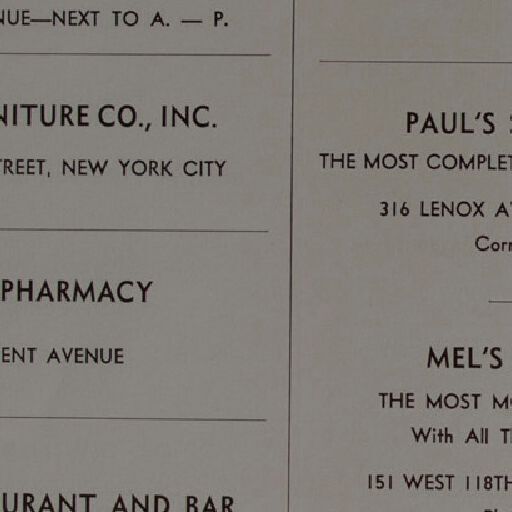 NUE—NEXT TO A. — P.
NITURE CO., INC.
TREET, NEW YORK CITY
PHARMACY
ENT AVENUE
URANT AND BAR
PAUL'S
THE MOST COMPLET
316 LENOX A
Corn
MEL'S
THE MOST M
With All T
151 WEST 118TH